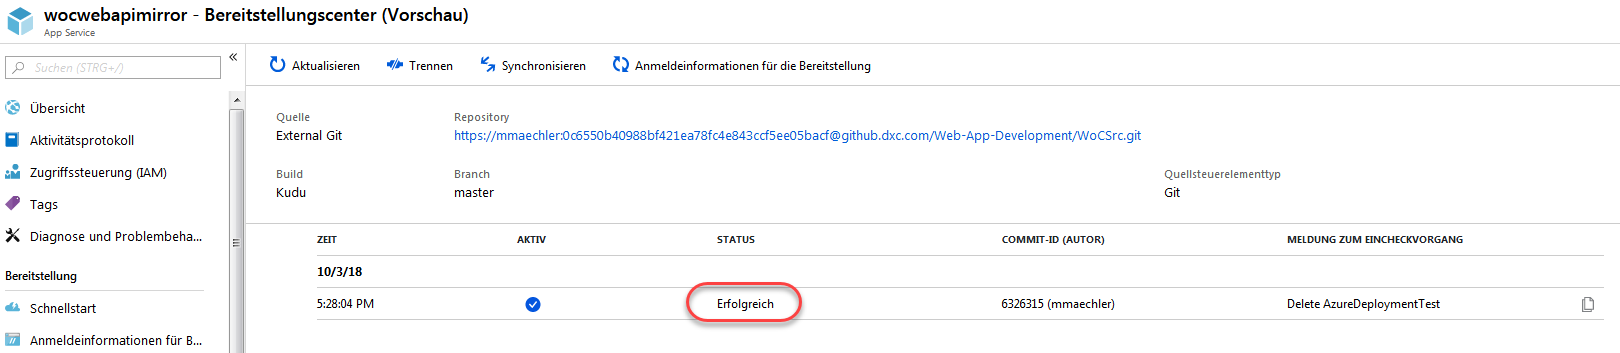 wocwebapimirror - Bereitstellungscenter (Vorschau)
App Service
Suchen (STRG+/)
«
Übersicht
Aktivitätsprotokoll
Zugriffssteuerung (IAM)
Tags
Diagnose und Problembeha...
Bereitstellung
Schnellstart
Anmeldeinformationen für B...
Aktualisieren
Trennen
Synchronisieren
Anmeldeinformationen für die Bereitstellung
Quelle
External Git
Repository
https://mmaechler:0c6550b40988bf421ea78fc4e843ccf5ee05bacf@github.dxc.com/Web-App-Development/WoCSrc.git
Build
Kudu
Branch
master
Quellsteuerelementtyp
Git
ZEIT AKTIV STATUS COMMIT-ID (AUTOR) MELDUNG ZUM EINCHECKVORGANG
10/3/18
5:28:04 PM Erfolgreich 6326315 (mmaechler) Delete AzureDeploymentTest